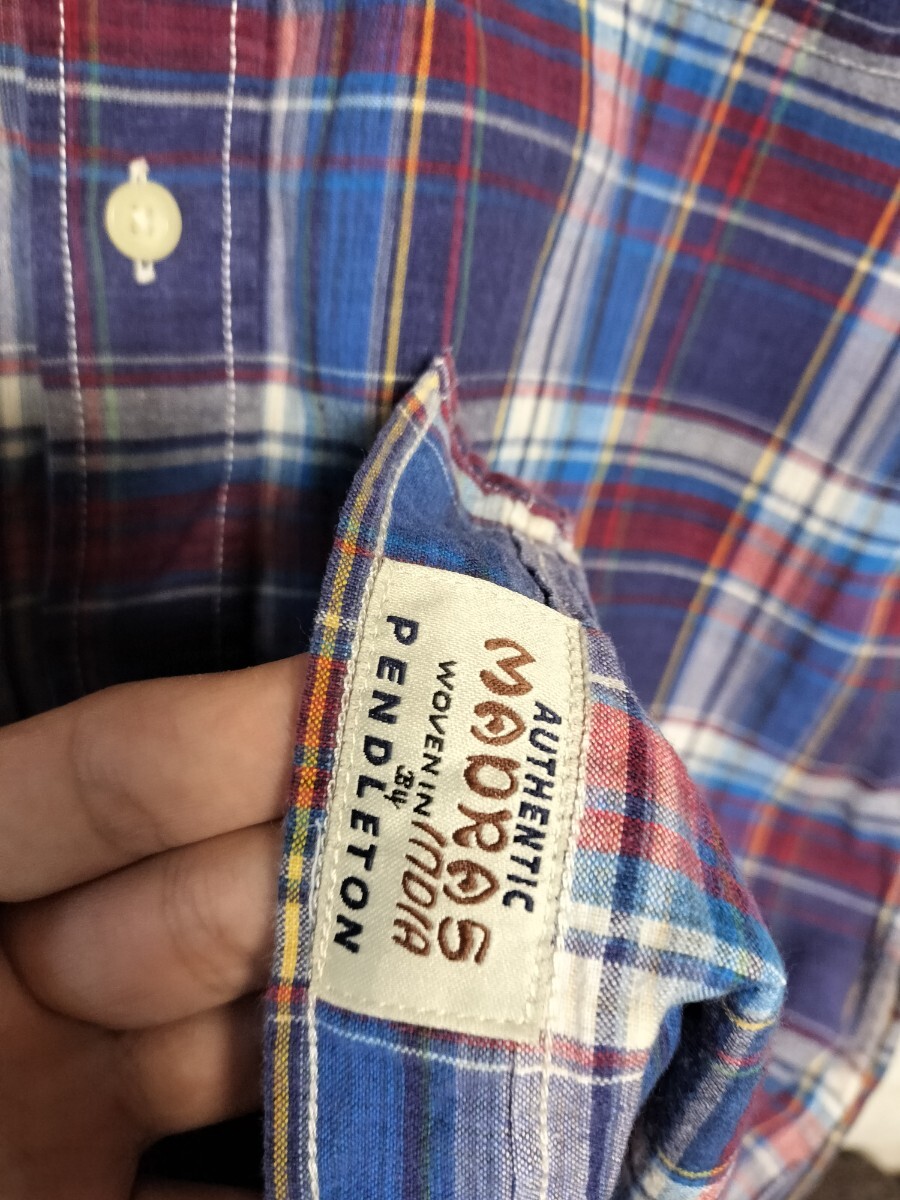 AUTHENTIC
MADRAS
WOVEN IN INDIA
By
PENDLETON